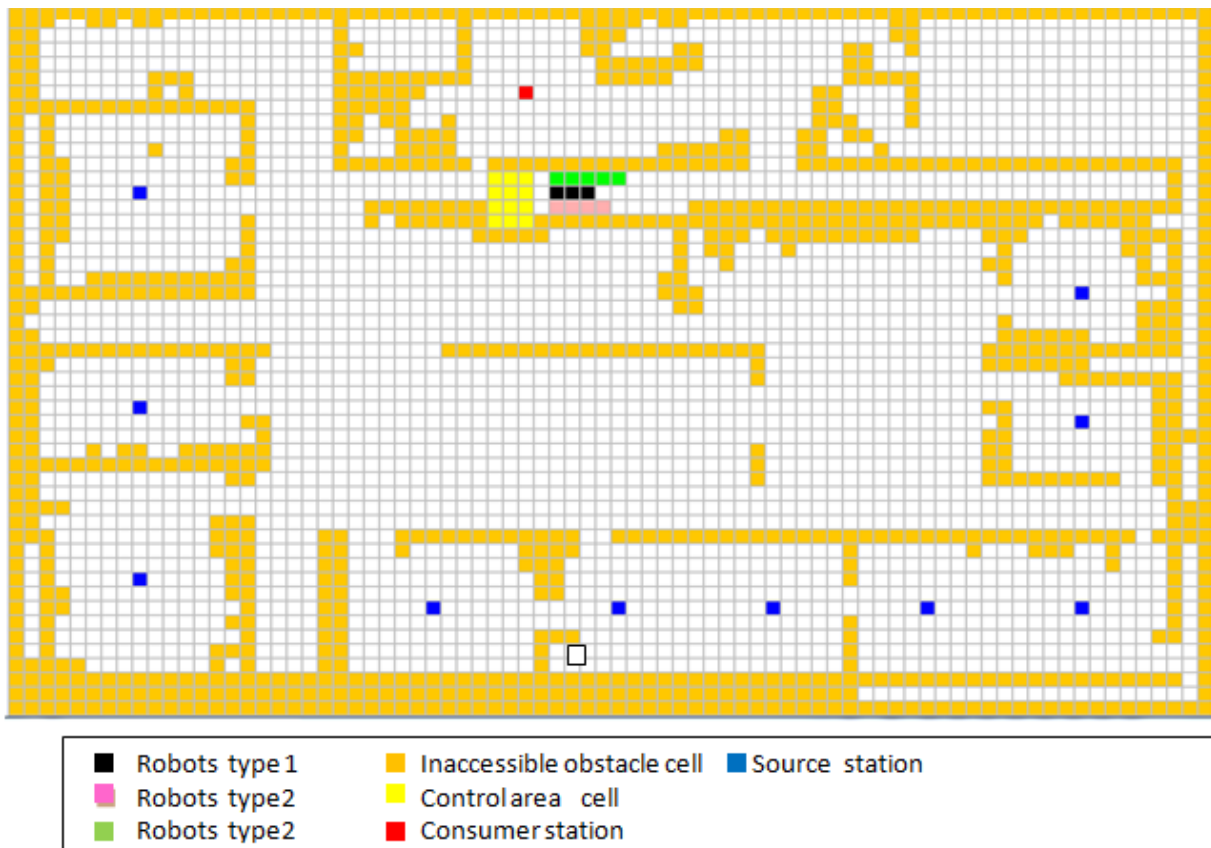 Robots type 1 Inaccessible obstacle cell Source station
Robots type2 Control area cell
Robots type2 Consumer station